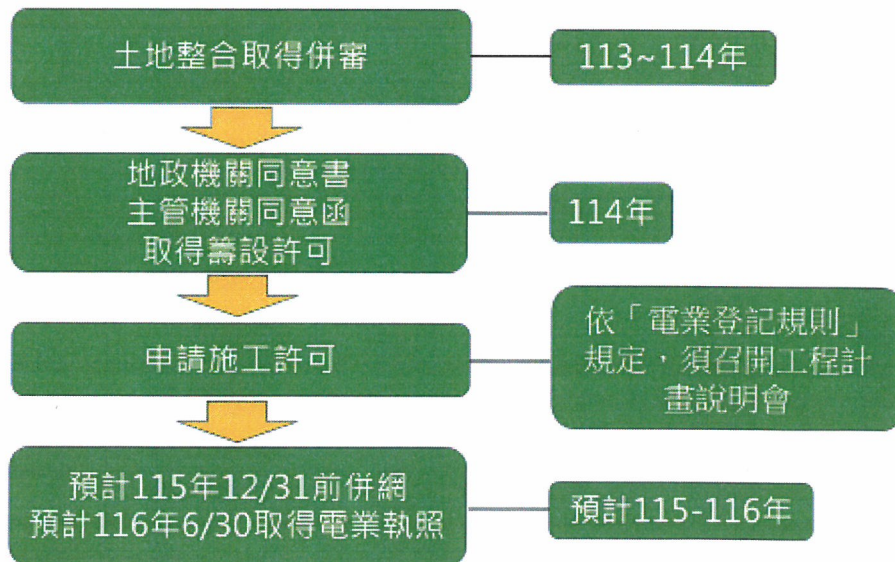 土地整合取得併審
113~114年
地政機關同意書
主管機關同意函
取得籌設許可
114年
申請施工許可
依「電業登記規則」
規定，須召開工程計
畫說明會
預計115年12/31前併網
預計116年6/30取得電業執照
預計115-116年